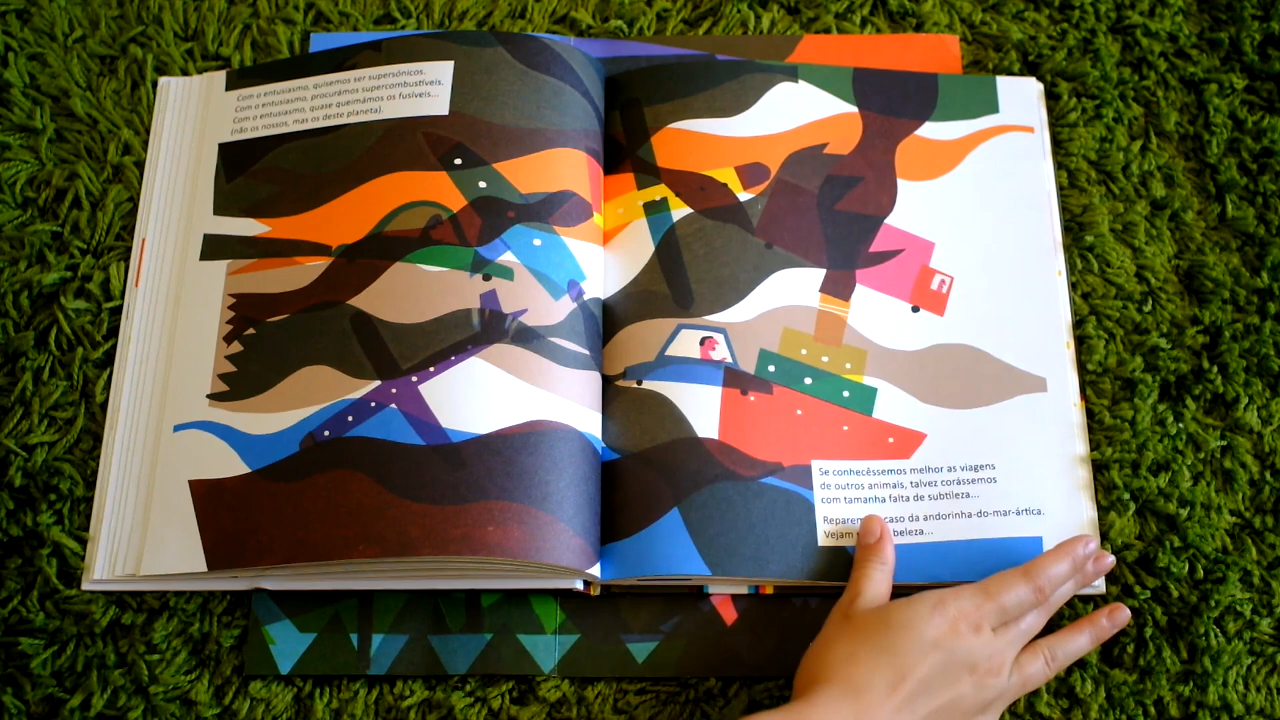 Com o entusiasmo, quisemos ser supersónicos.
Com o entusiasmo, procurámos supercombustíveis.
Com o entusiasmo, quase queimámos os fusíveis...
(não os nossos, mas os deste planeta).
Se conhecêssemos melhor as viagens
de outros animais, talvez corássemos
com tamanha falta de subtileza...
caso da andorinha-do-mar-ártica.
Vejam beleza...